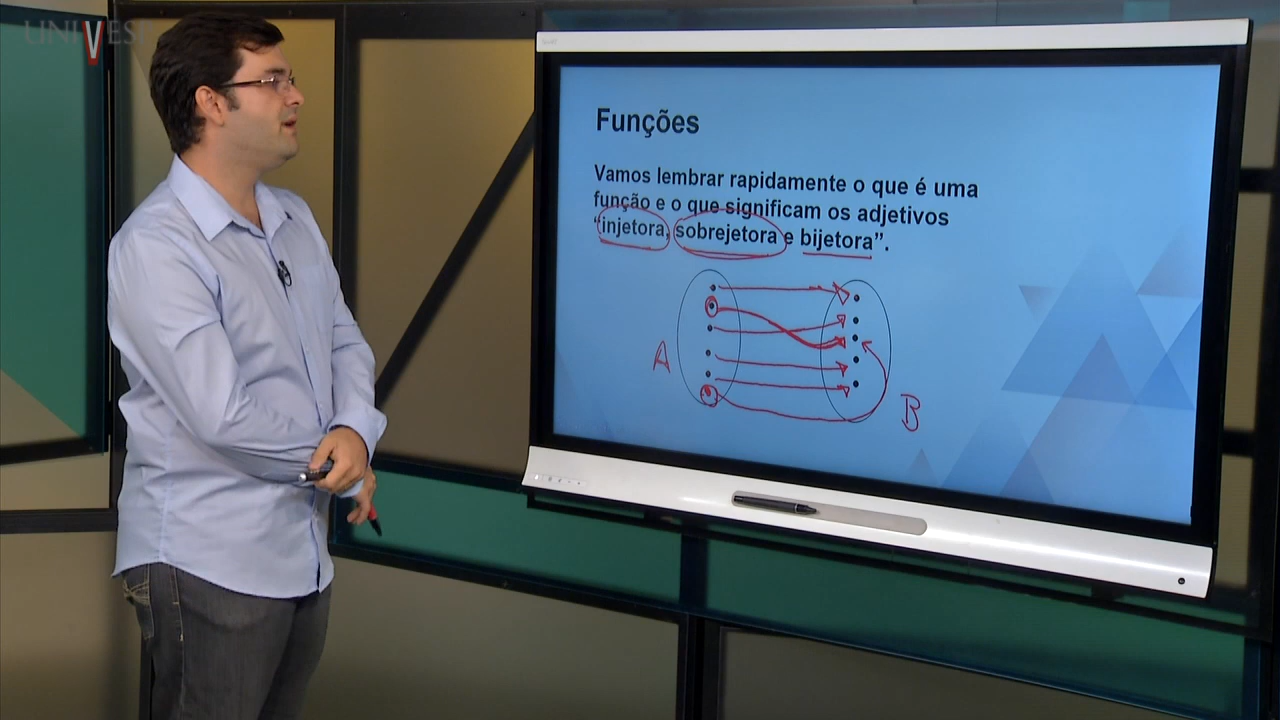 UNIVESP
Funções
Vamos lembrar rapidamente o que é uma
função e o que significam os adjetivos
“injetora, sobrejetora e bijetora”.
A
B